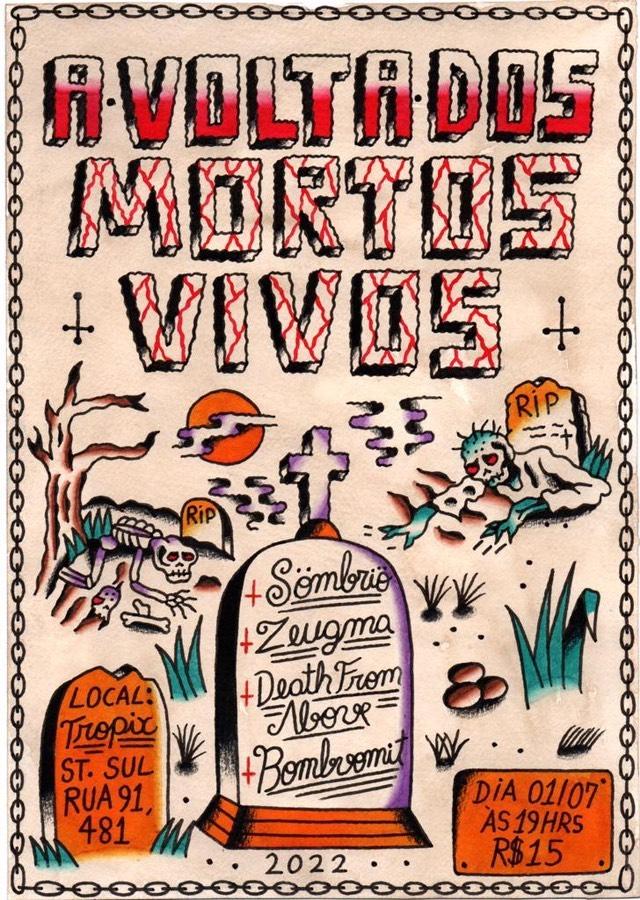 A·VOLTA·DOS
MORTOS
VIVOS
RIP
RIP
Sömbriö
Zeugma
Death From
Above
Bombvomit
LOCAL:
Tropix
ST. SUL
RUA 91,
481
DIA 01/07
ÀS 19HRS
R$15
2022